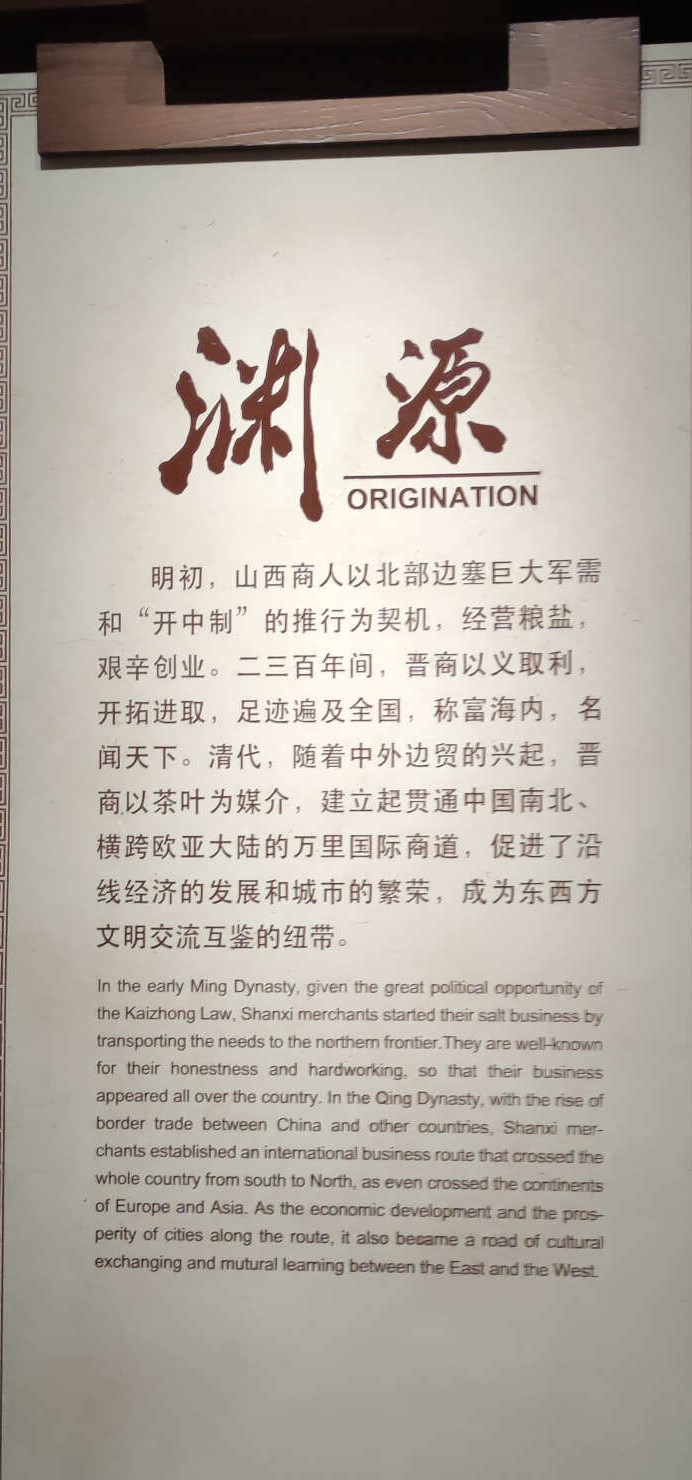 渊源
ORIGINATION
明初，山西商人以北部边塞巨大军需
和“开中制”的推行为契机，经营粮盐，
艰辛创业。二三百年间，晋商以义取利，
开拓进取，足迹遍及全国，称富海内，名
闻天下。清代，随着中外边贸的兴起，晋
商以茶叶为媒介，建立起贯通中国南北、
横跨欧亚大陆的万里国际商道，促进了沿
线经济的发展和城市的繁荣，成为东西方
文明交流互鉴的纽带。
In the early Ming Dynasty, given the great political opportunity of
the Kaizhong Law, Shanxi merchants started their salt business by
transporting the needs to the northern frontier.They are well-known
for their honestness and hardworking, so that their business
appeared all over the country. In the Qing Dynasty, with the rise of
border trade between China and other countries, Shanxi mer-
chants established an international business route that crossed the
whole country from south to North, as even crossed the continents
of Europe and Asia. As the economic development and the pros-
perity of cities along the route, it also became a road of cultural
exchanging and mutural learning between the East and the West.